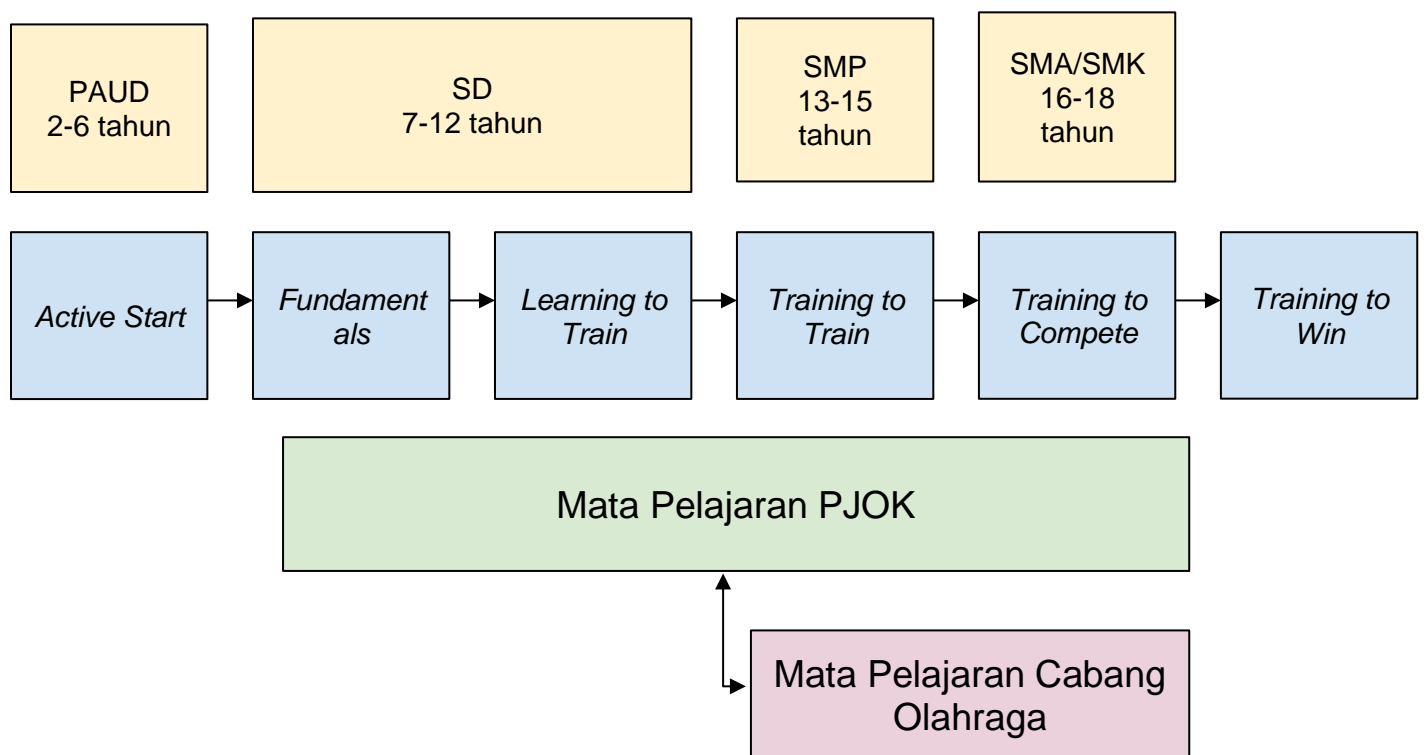 PAUD
2-6 tahun
SD
7-12 tahun
SMP
13-15
tahun
SMA/SMK
16-18
tahun
Active Start
Fundament
als
Learning to
Train
Training to
Train
Training to
Compete
Training to
Win
Mata Pelajaran PJOK
Mata Pelajaran Cabang
Olahraga